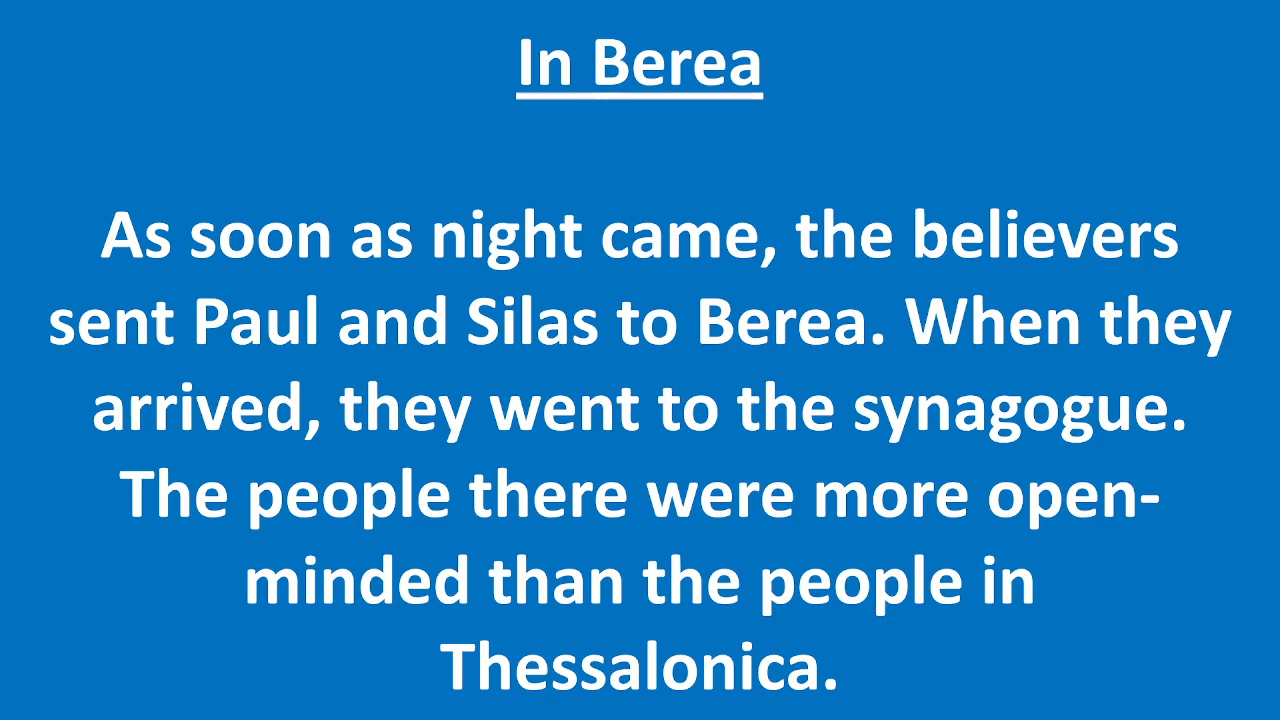 In Berea
As soon as night came, the believers
sent Paul and Silas to Berea. When they
arrived, they went to the synagogue.
The people there were more open-
minded than the people in
Thessalonica.